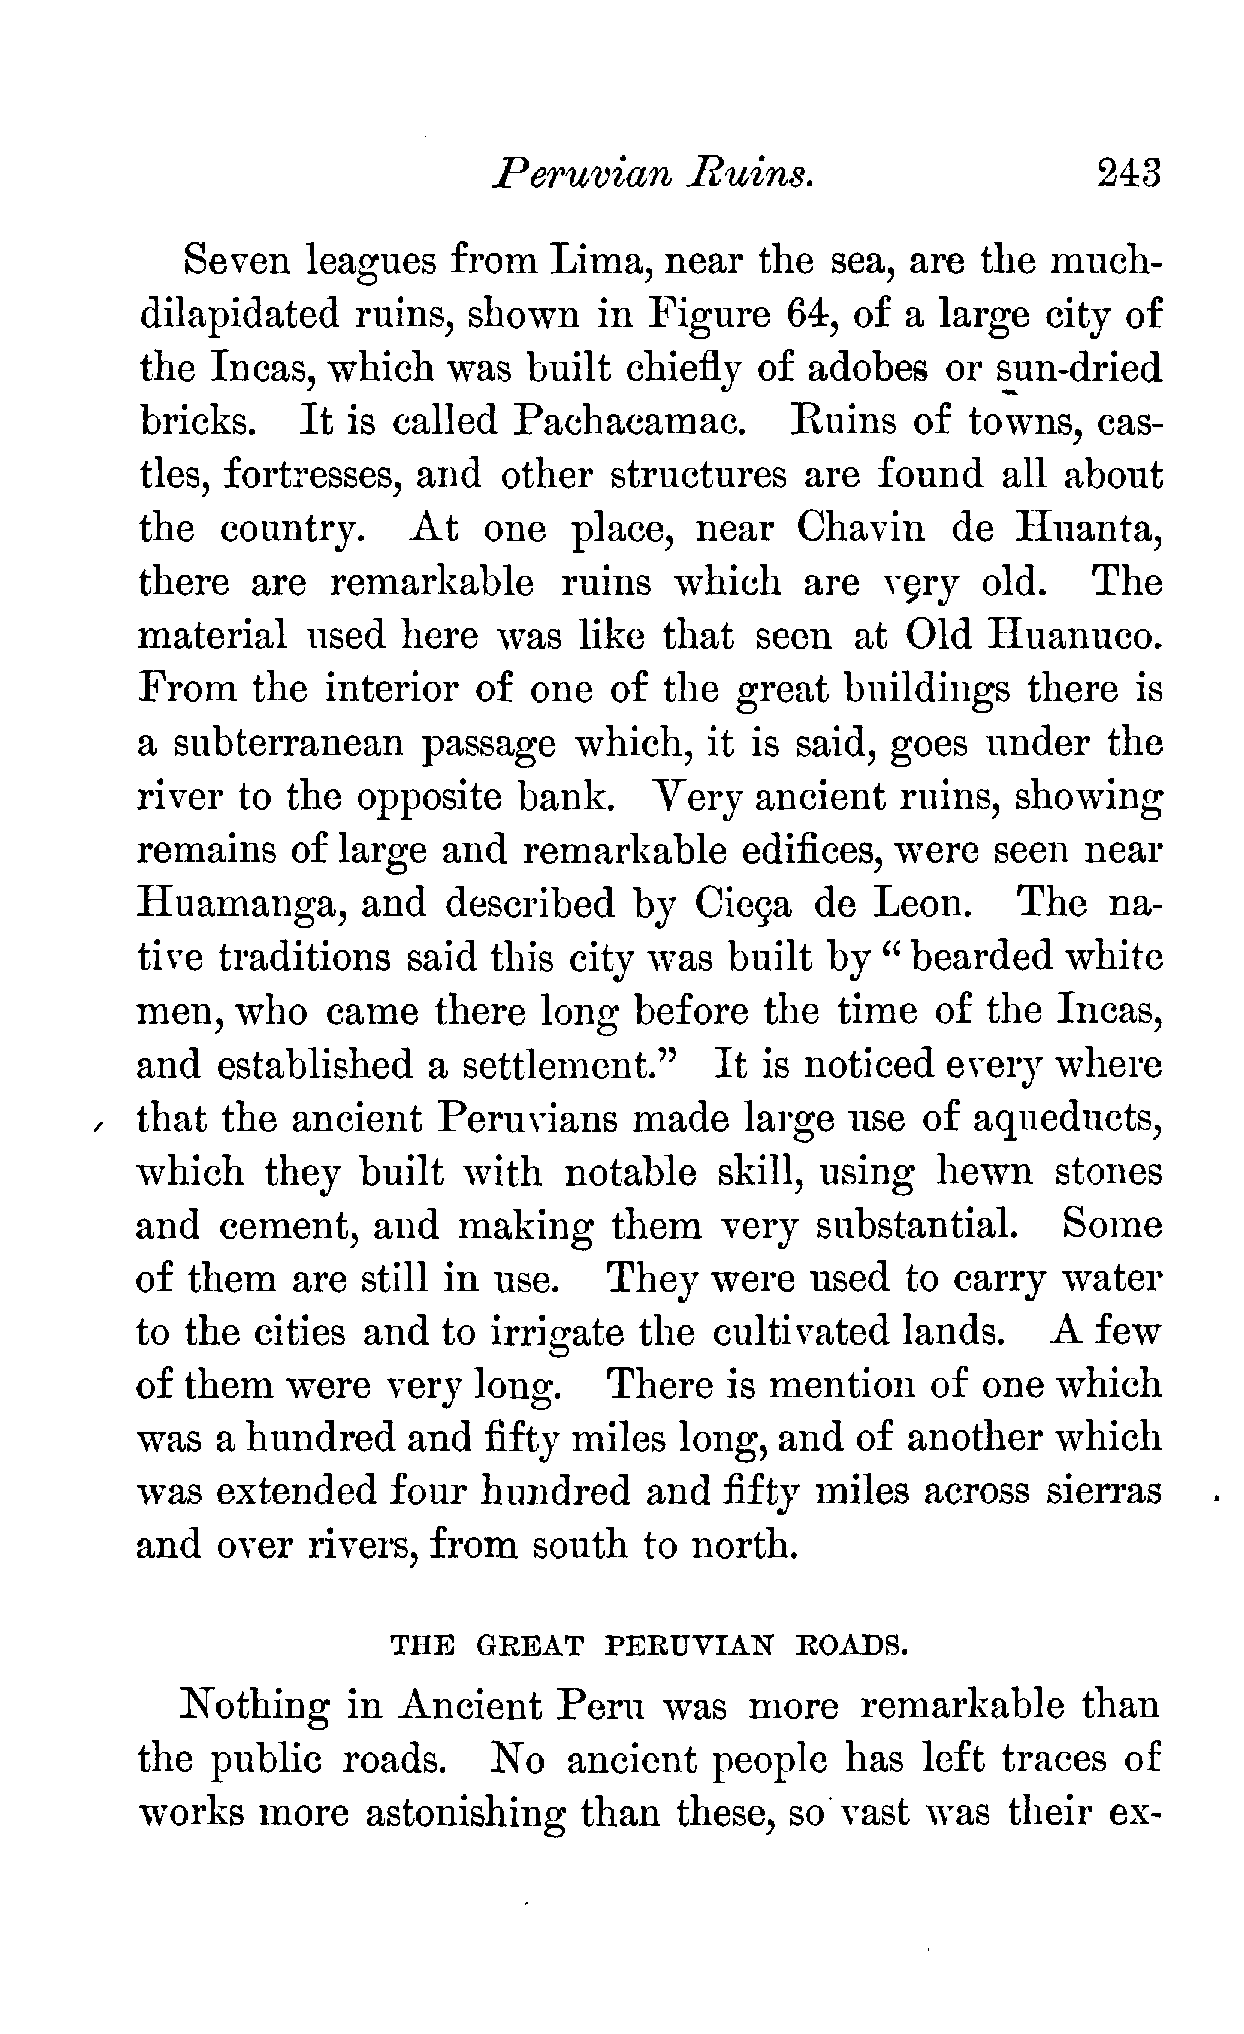 Peruvian Ruins. 243
Seven leagues from Lima, near the sea, are the much-
dilapidated ruins, shown in Figure 64, of a large city of
the Incas, which was built chiefly of adobes or sun-dried
bricks. It is called Pachacamac. Ruins of towns, cas-
tles, fortresses, and other structures are found all about
the country. At one place, near Chavin de Huanta,
there are remarkable ruins which are very old. The
material used here was like that seen at Old Huanuco.
From the interior of one of the great buildings there is
a subterranean passage which, it is said, goes under the
river to the opposite bank. Very ancient ruins, showing
remains of large and remarkable edifices, were seen near
Huamanga, and described by Cieça de Leon. The na-
tive traditions said this city was built by “bearded white
men, who came there long before the time of the Incas,
and established a settlement.” It is noticed every where
that the ancient Peruvians made large use of aqueducts,
which they built with notable skill, using hewn stones
and cement, and making them very substantial. Some
of them are still in use. They were used to carry water
to the cities and to irrigate the cultivated lands. A few
of them were very long. There is mention of one which
was a hundred and fifty miles long, and of another which
was extended four hundred and fifty miles across sierras
and over rivers, from south to north.
THE GREAT PERUVIAN ROADS.
Nothing in Ancient Peru was more remarkable than
the public roads. No ancient people has left traces of
works more astonishing than these, so vast was their ex-